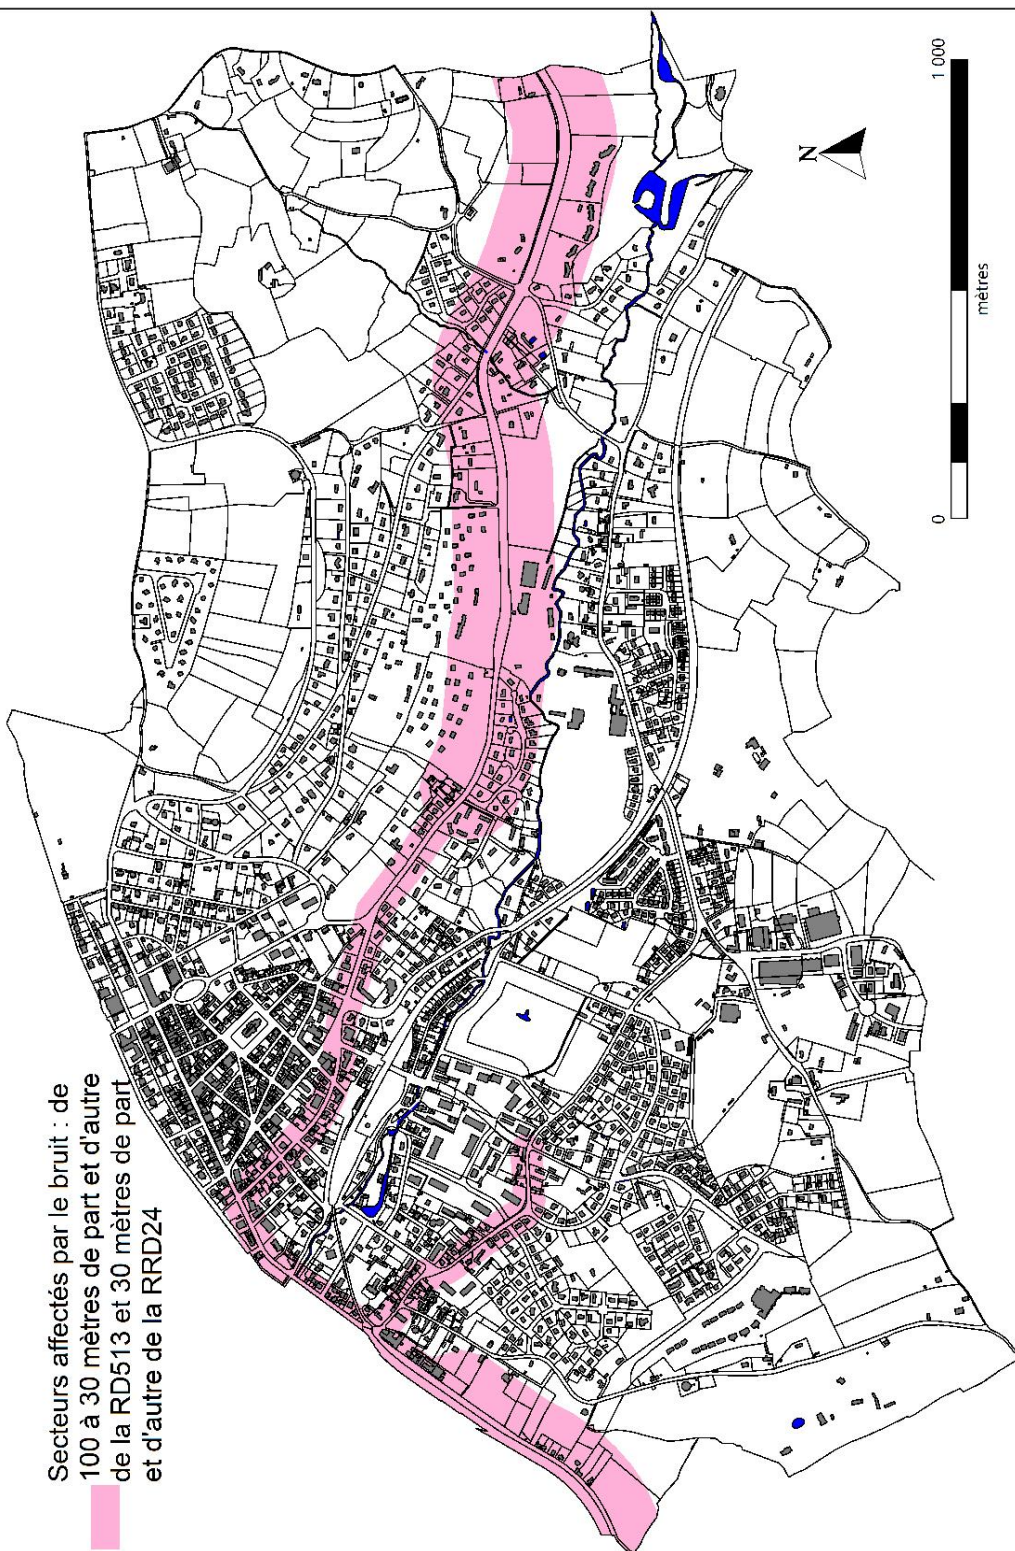 Secteurs affectés par le bruit : de
100 à 30 mètres de part et d'autre
de la RD513 et 30 mètres de part
et d'autre de la RRD24
N
0
1 000
mètres